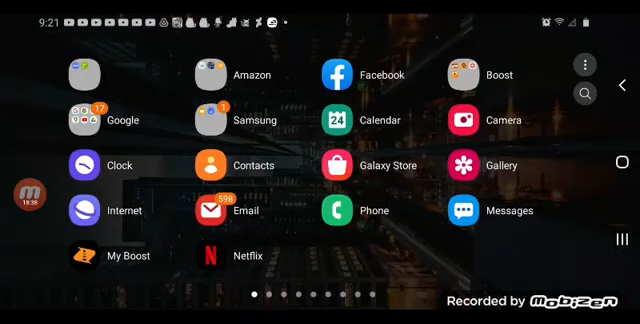 9:21
Amazon
Facebook
Boost
17
Google
1
Samsung
24
Calendar
Camera
Clock
Contacts
Galaxy Store
Gallery
18:38
Internet
598
Email
Phone
Messages
My Boost
N
Netflix
Recorded by Mobizen